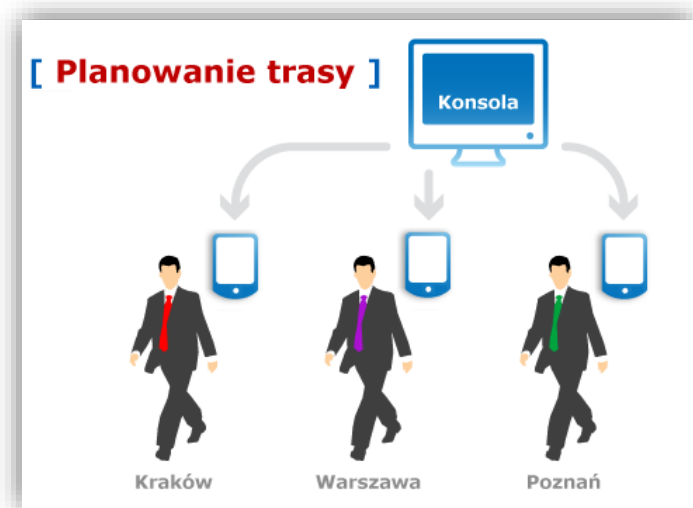 [ Planowanie trasy ]
Konsola
Kraków
Warszawa
Poznań